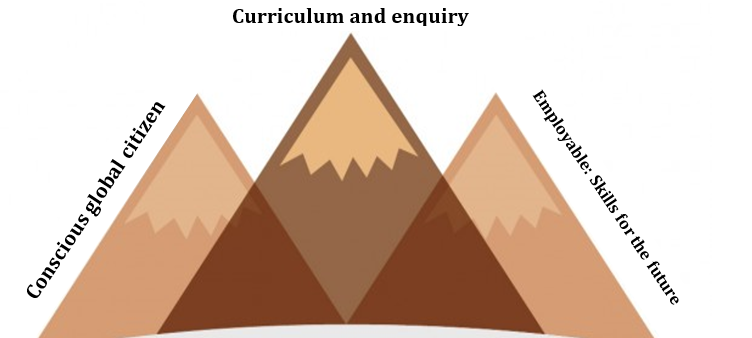 Curriculum and enquiry
Conscious global citizen
Employable: Skills for the future